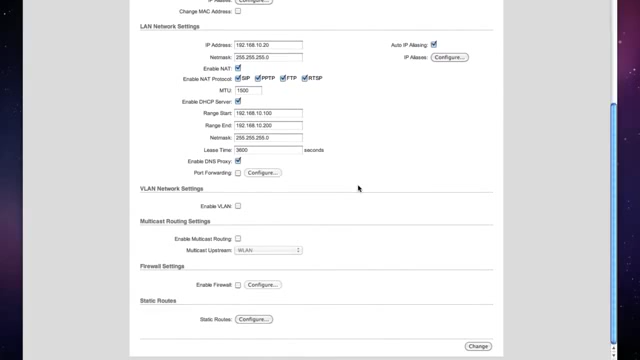 Configure...
Change MAC Address:
LAN Network Settings
IP Address: 192.168.10.20 Auto IP Aliasing:
Netmask: 255.255.255.0 IP Aliases: Configure...
Enable NAT:
Enable NAT Protocol: SIP PPTP FTP RTSP
MTU: 1500
Enable DHCP Server:
Range Start: 192.168.10.100
Range End: 192.168.10.200
Netmask: 255.255.255.0
Lease Time: 3600 seconds
Enable DNS Proxy:
Port Forwarding: Configure...
VLAN Network Settings
Enable VLAN:
Multicast Routing Settings
Enable Multicast Routing:
Multicast Upstream: WLAN
Firewall Settings
Enable Firewall: Configure...
Static Routes
Static Routes: Configure...
Change